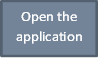 Open the
application